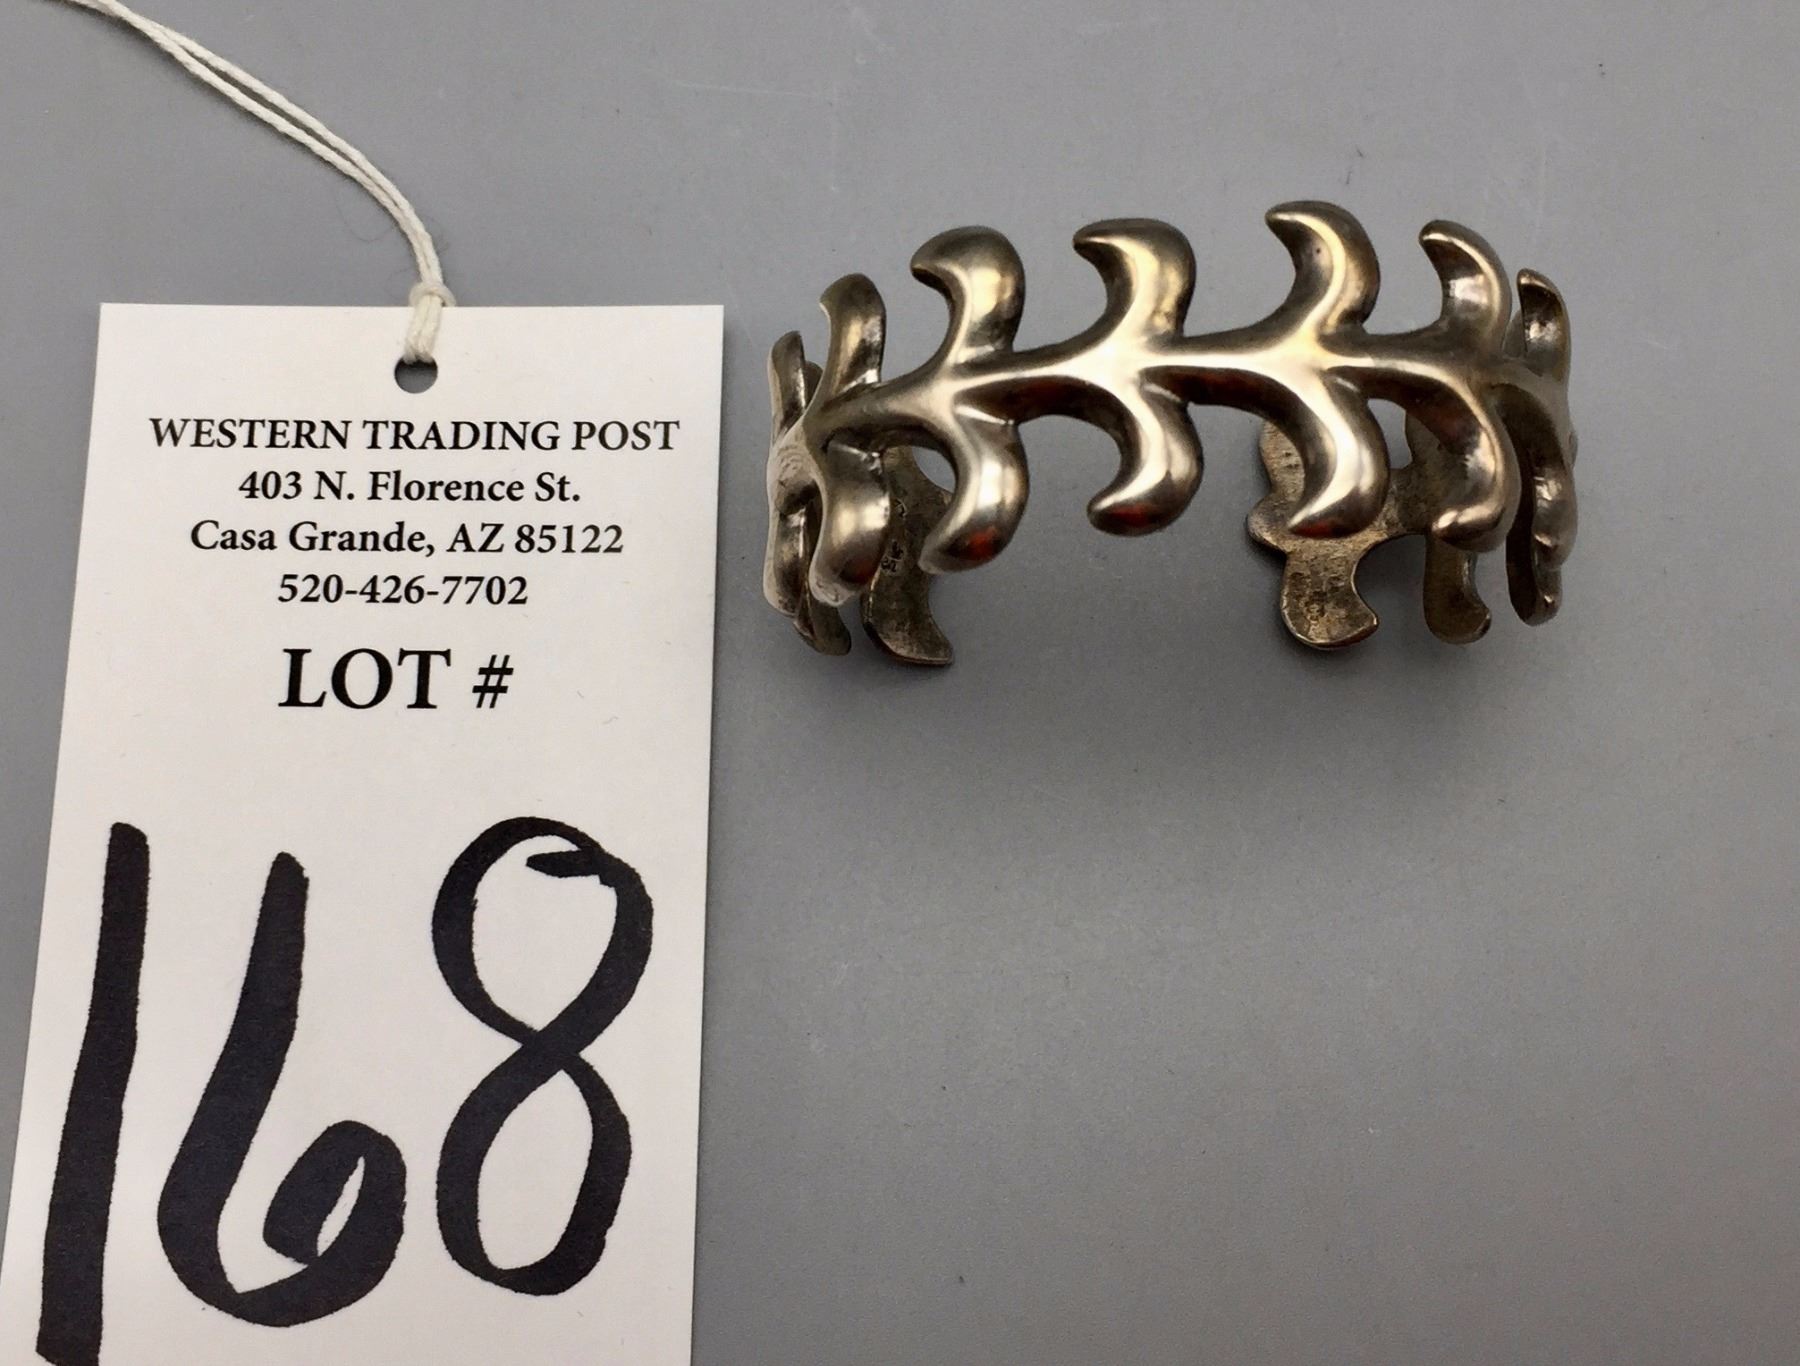 WESTERN TRADING POST
403 N. Florence St.
Casa Grande, AZ 85122
520-426-7702
LOT #
168